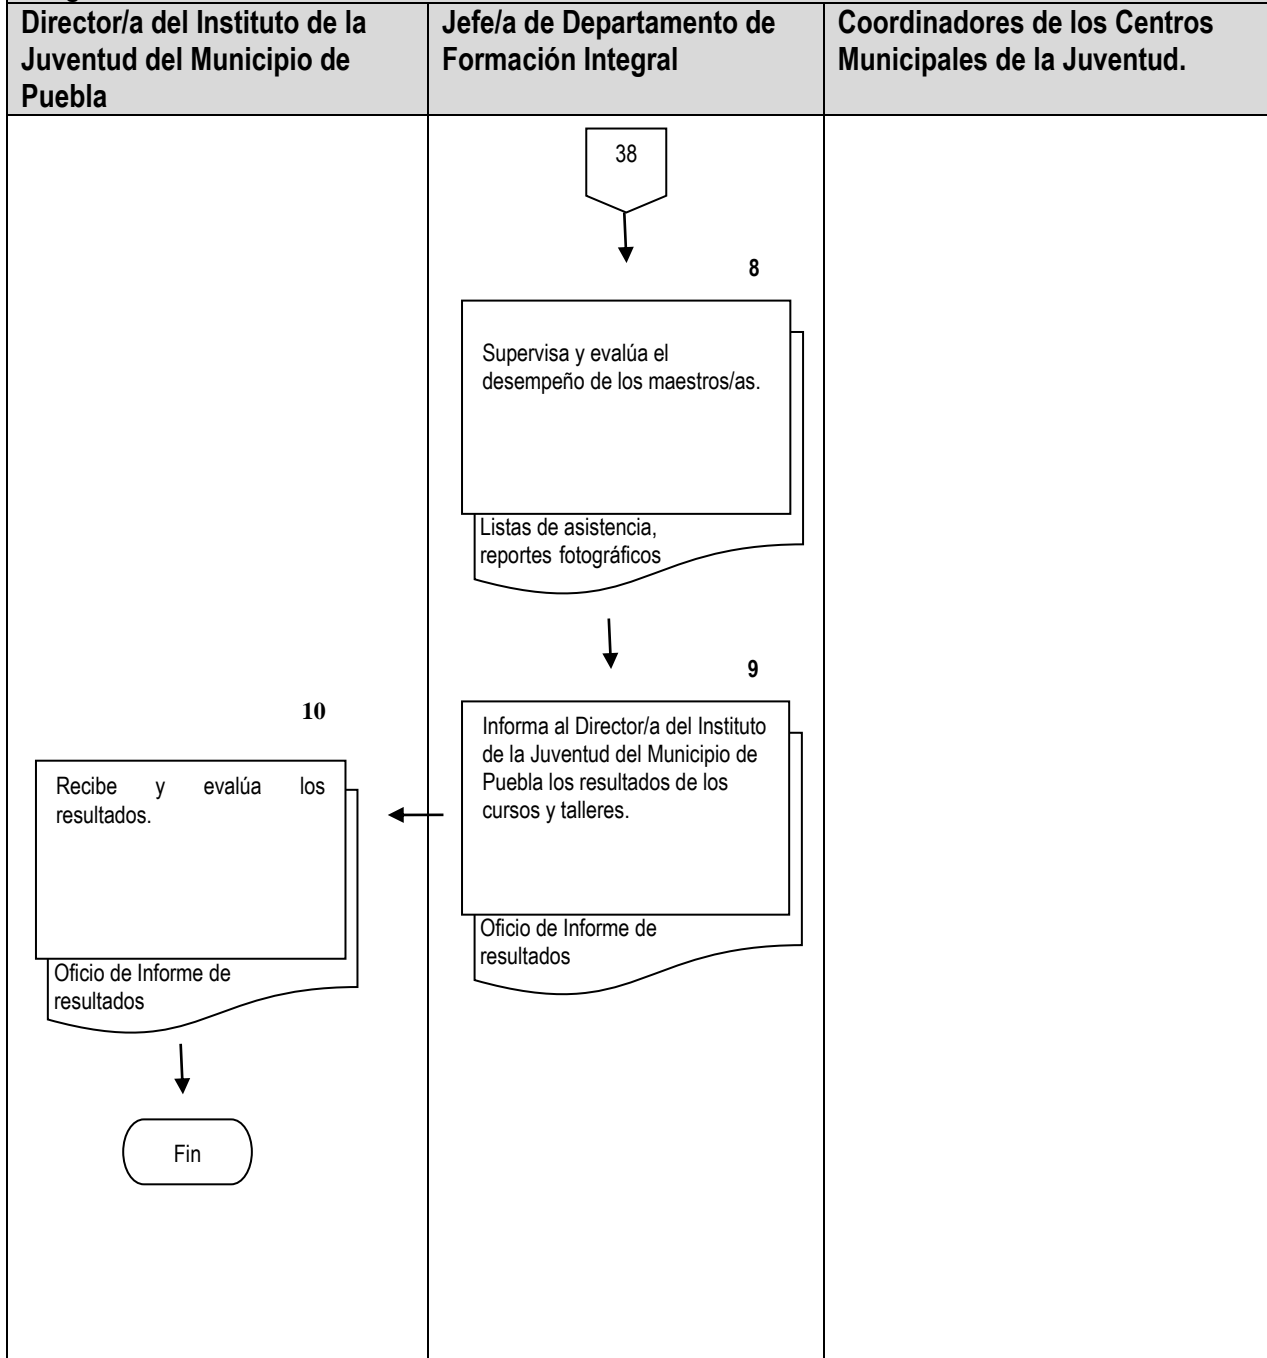 Director/a del Instituto de la
Juventud del Municipio de
Puebla
Jefe/a de Departamento de
Formación Integral
Coordinadores de los Centros
Municipales de la Juventud.
38
8
Supervisa y evalúa el
desempeño de los maestros/as.
Listas de asistencia,
reportes fotográficos
9
Informa al Director/a del Instituto
de la Juventud del Municipio de
Puebla los resultados de los
cursos y talleres.
Oficio de Informe de
resultados
10
Recibe y evalúa los
resultados.
Oficio de Informe de
resultados
Fin